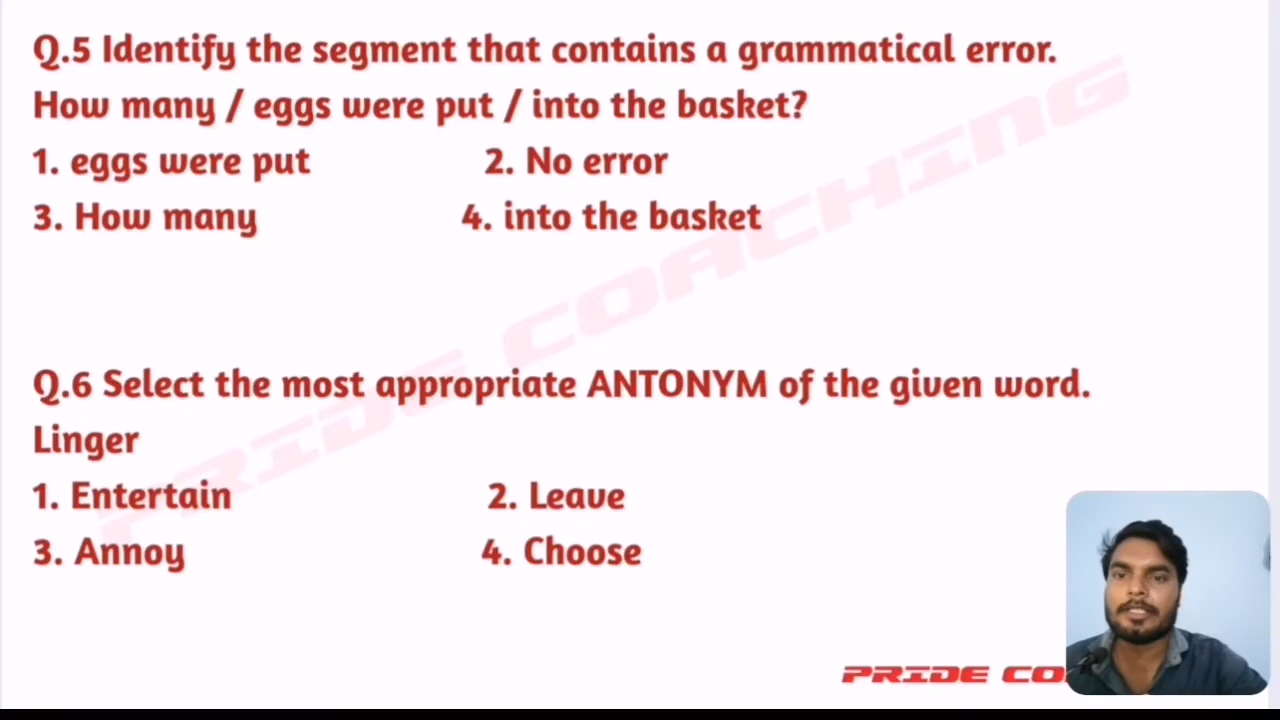 Q.5 Identify the segment that contains a grammatical error.
How many / eggs were put / into the basket?
1. eggs were put 2. No error
3. How many 4. into the basket
Q.6 Select the most appropriate ANTONYM of the given word.
Linger
1. Entertain 2. Leave
3. Annoy 4. Choose
PRIDE COACHING
PRIDE CO